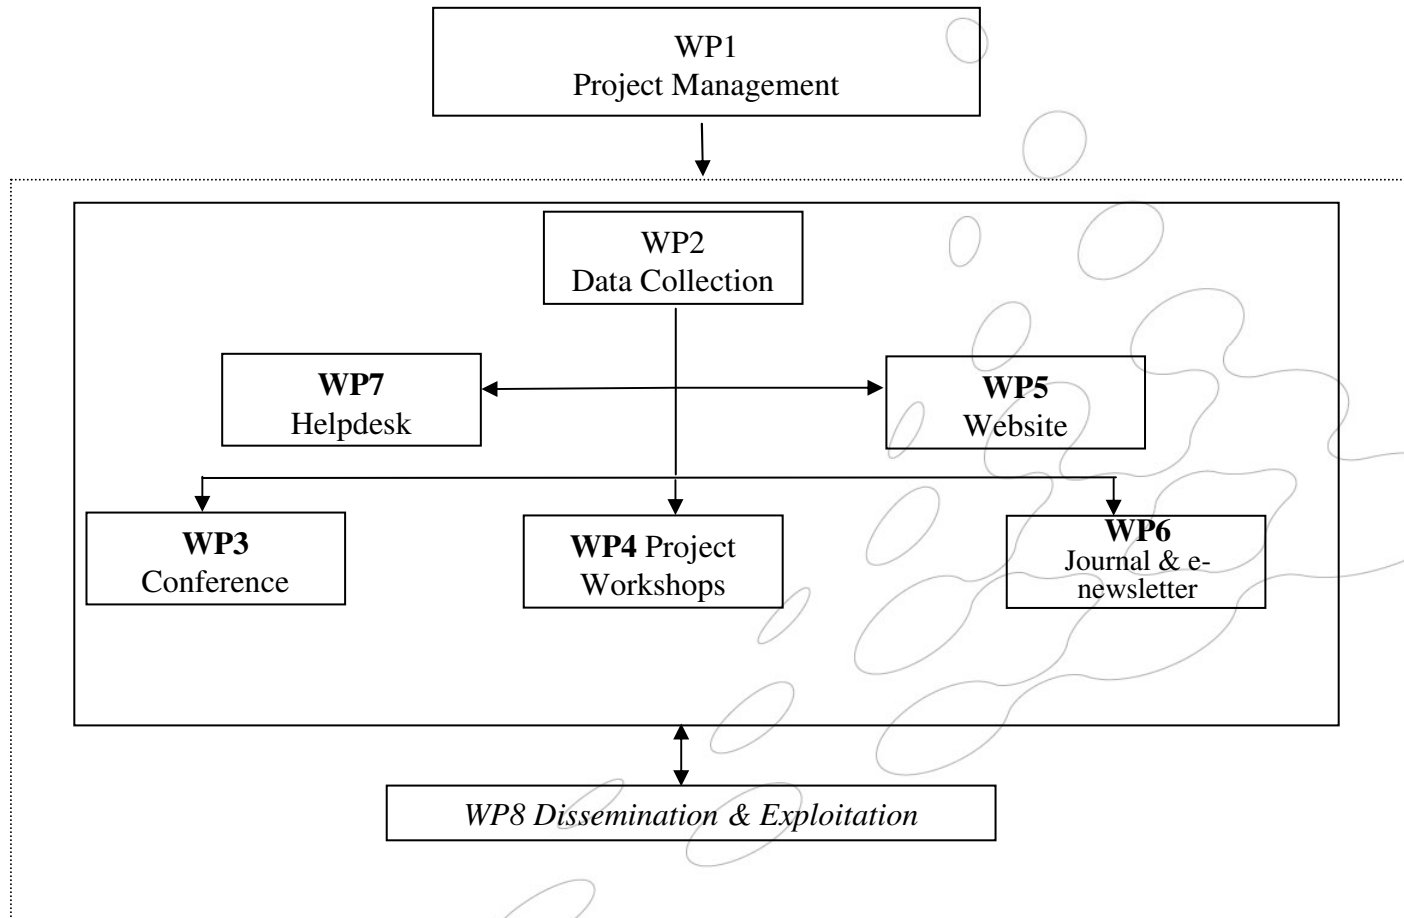 WP1
Project Management
WP2
Data Collection
WP7
Helpdesk
WP5
Website
WP3
Conference
WP4 Project
Workshops
WP6
Journal & e-
newsletter
WP8 Dissemination & Exploitation